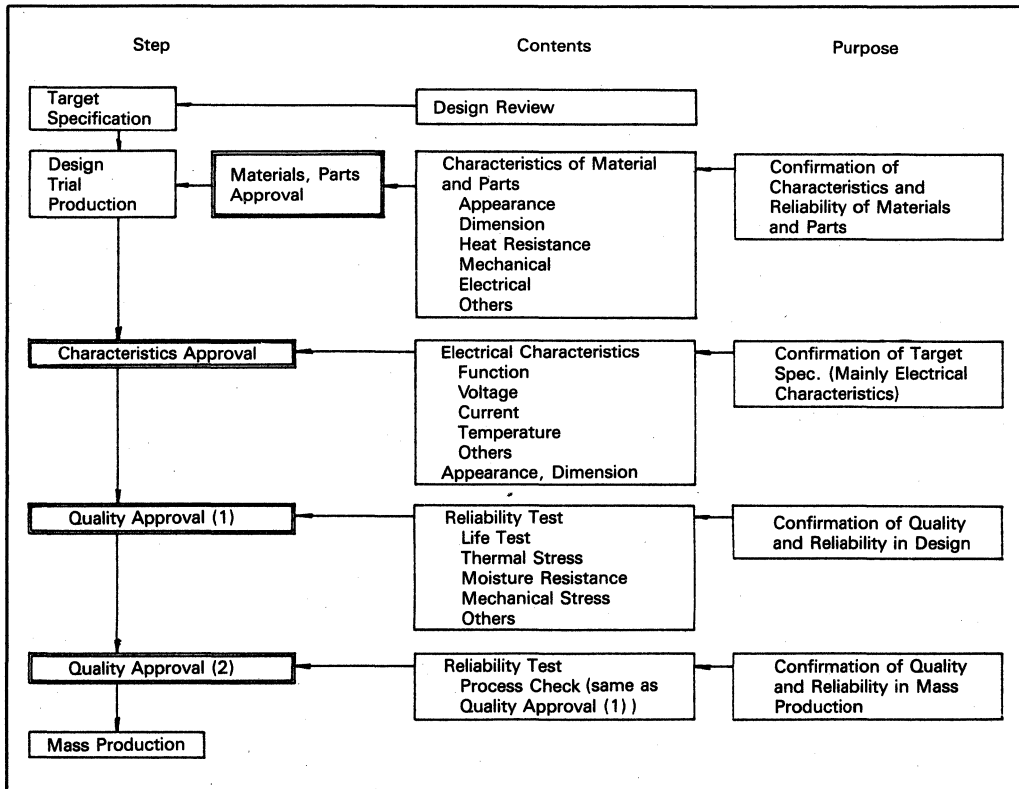 Step
Contents
Purpose
Target
Specification
Design Review
Design
Trial
Production
Materials, Parts
Approval
Characteristics of Material
and Parts
Appearance
Dimension
Heat Resistance
Mechanical
Electrical
Others
Confirmation of
Characteristics and
Reliability of Materials
and Parts
Characteristics Approval
Electrical Characteristics
Function
Voltage
Current
Temperature
Others
Appearance, Dimension
Confirmation of Target
Spec. (Mainly Electrical
Characteristics)
Quality Approval (1)
Reliability Test
Life Test
Thermal Stress
Moisture Resistance
Mechanical Stress
Others
Confirmation of Quality
and Reliability in Design
Quality Approval (2)
Reliability Test
Process Check (same as
Quality Approval (1) )
Confirmation of Quality
and Reliability in Mass
Production
Mass Production